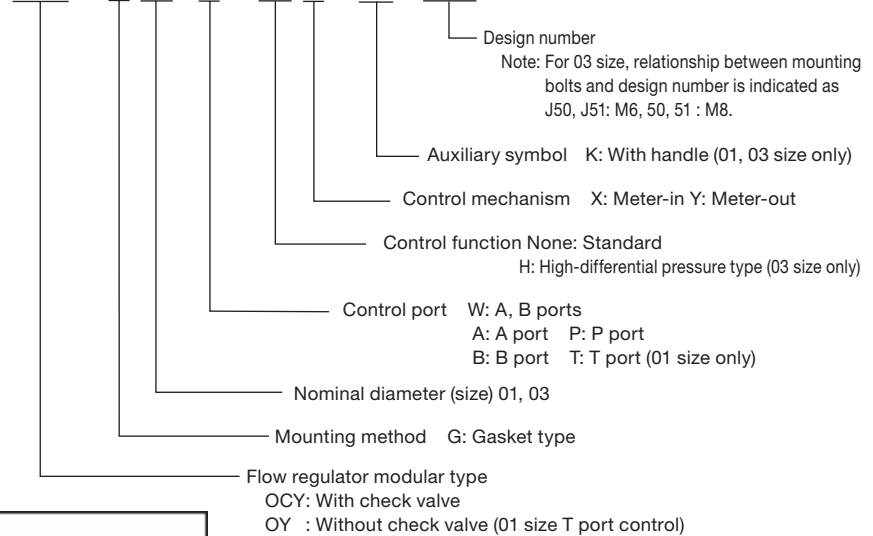 Design number
Note: For 03 size, relationship between mounting
bolts and design number is indicated as
J50, J51: M6, 50, 51 : M8.
Auxiliary symbol K: With handle (01, 03 size only)
Control mechanism X: Meter-in Y: Meter-out
Control function None: Standard
H: High-differential pressure type (03 size only)
Control port W: A, B ports
A: A port P: P port
B: B port T: T port (01 size only)
Nominal diameter (size) 01, 03
Mounting method G: Gasket type
Flow regulator modular type
OCY: With check valve
OY : Without check valve (01 size T port control)